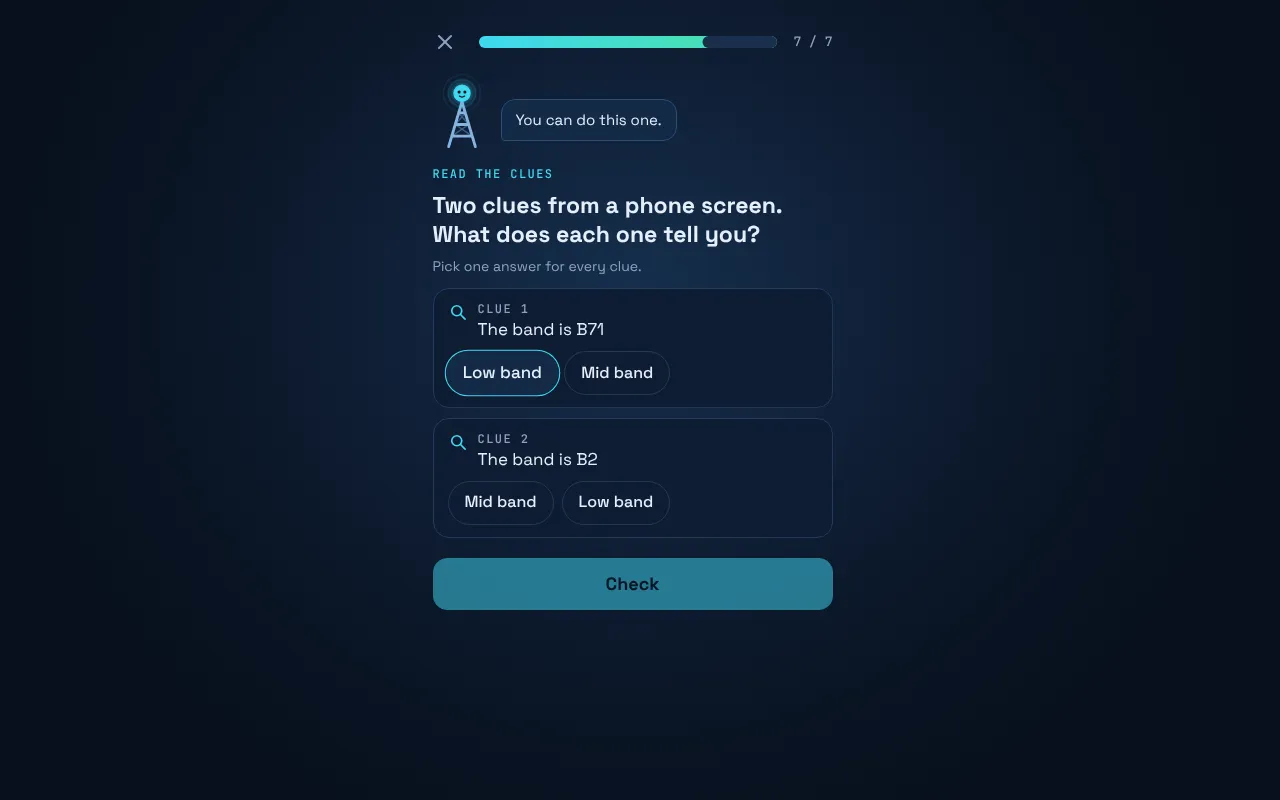 7 / 7
You can do this one.
READ THE CLUES
Two clues from a phone screen.
What does each one tell you?
Pick one answer for every clue.
CLUE 1
The band is B71
Low band
Mid band
CLUE 2
The band is B2
Mid band
Low band
Check